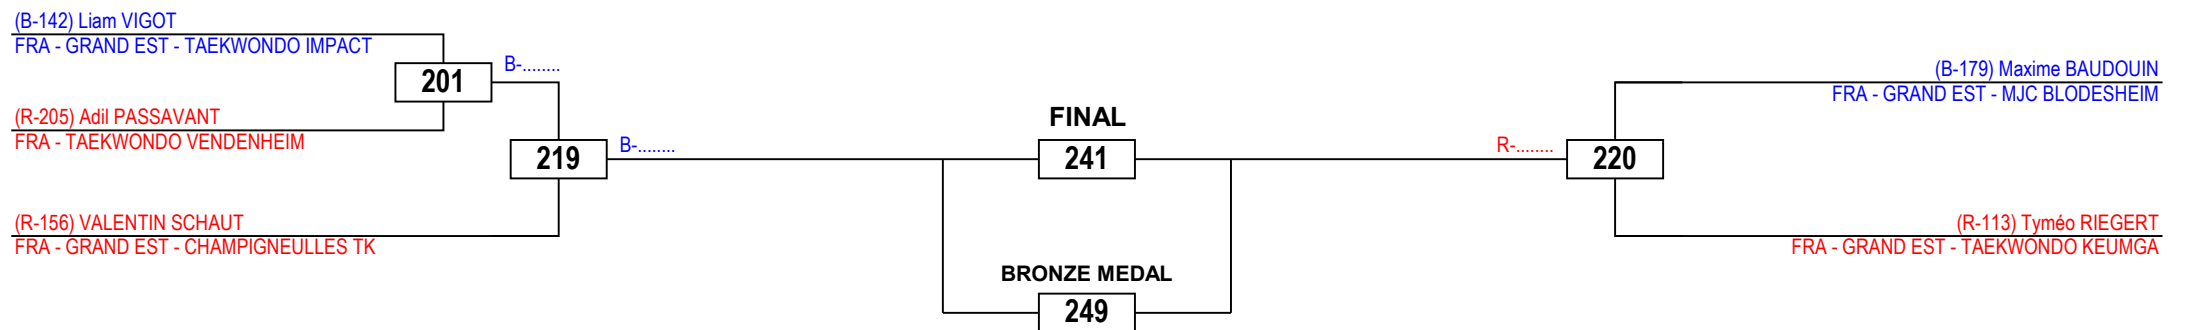 (B-142) Liam VIGOT
FRA - GRAND EST - TAEKWONDO IMPACT
201
B-........
(R-205) Adil PASSAVANT
FRA - TAEKWONDO VENDENHEIM
219
B-........
(R-156) VALENTIN SCHAUT
FRA - GRAND EST - CHAMPIGNEULLES TK
FINAL
241
BRONZE MEDAL
249
R-........
220
(B-179) Maxime BAUDOUIN
FRA - GRAND EST - MJC BLODESHEIM
(R-113) Tyméo RIEGERT
FRA - GRAND EST - TAEKWONDO KEUMGA